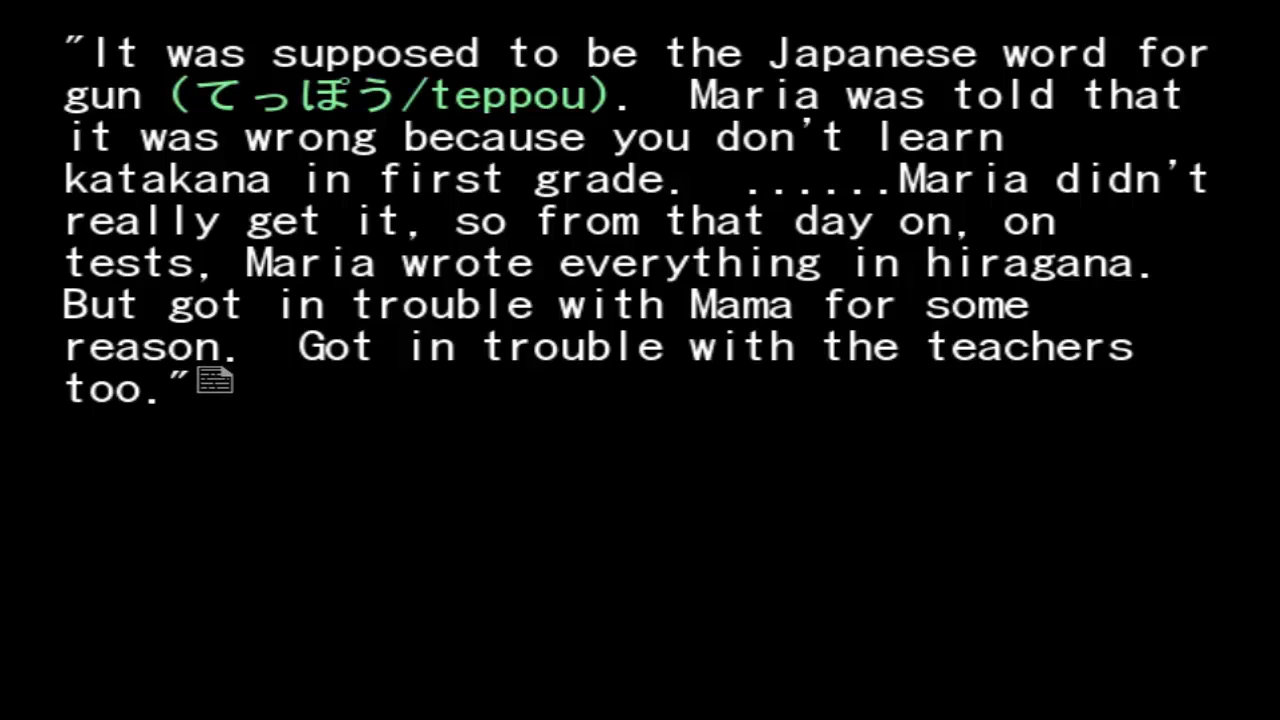 "It was supposed to be the Japanese word for
gun (てっぽう/teppou).  Maria was told that
it was wrong because you don't learn
katakana in first grade.  ......Maria didn't
really get it, so from that day on, on
tests, Maria wrote everything in hiragana.
But got in trouble with Mama for some
reason.  Got in trouble with the teachers
too."